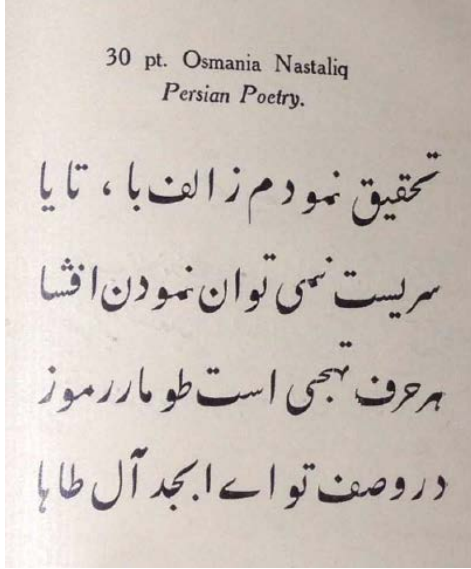 30 pt. Osmania Nastaliq
Persian Poetry.
تحقیق نمودم ز الف با ، تا یا
سریست نمی توان نمودن افشا
ہر حرف تہجی است طومار رموز
در وصف تو اے ابجد آل طاہا